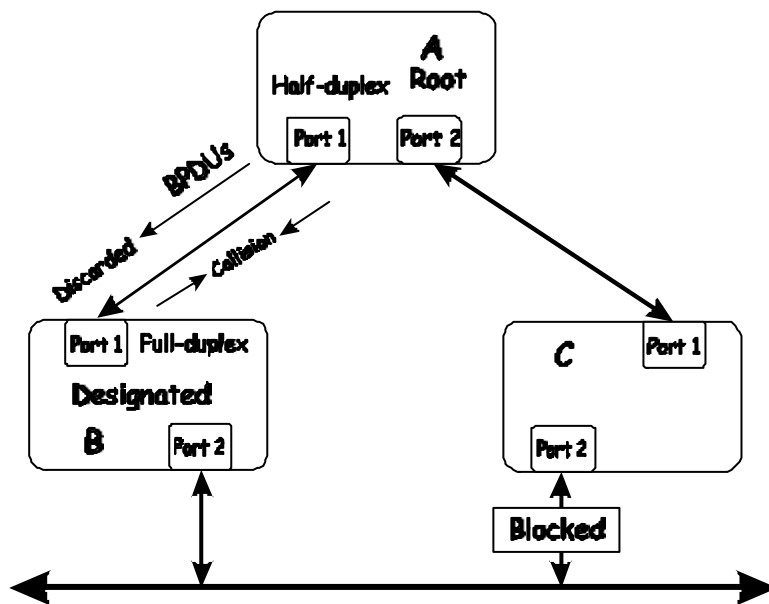 A
Half-duplex Root
Port 1 Port 2
BPDUs
Discarded
Collision
Port 1 Full-duplex
Designated
B Port 2
C Port 1
Port 2
Blocked